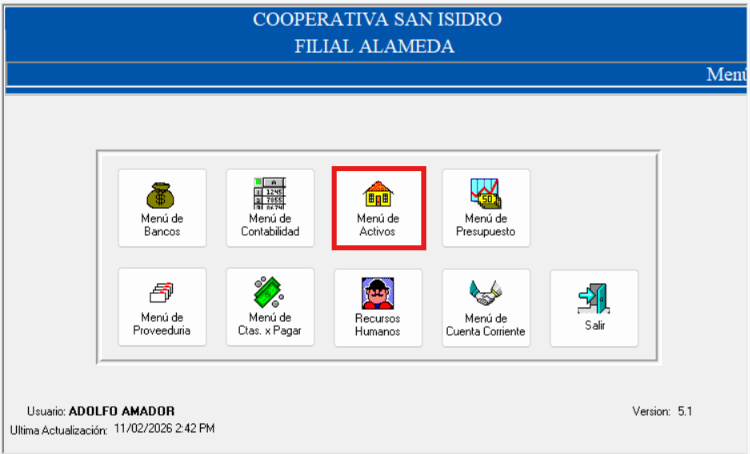 COOPERATIVA SAN ISIDRO
FILIAL ALAMEDA
Menú
Menú de
Bancos
Menú de
Contabilidad
Menú de
Activos
Menú de
Presupuesto
Menú de
Proveeduria
Menú de
Ctas. x Pagar
Recursos
Humanos
Menú de
Cuenta Corriente
Salir
Usuario: ADOLFO AMADOR
Version: 5.1
Ultima Actualización: 11/02/2026 2:42 PM